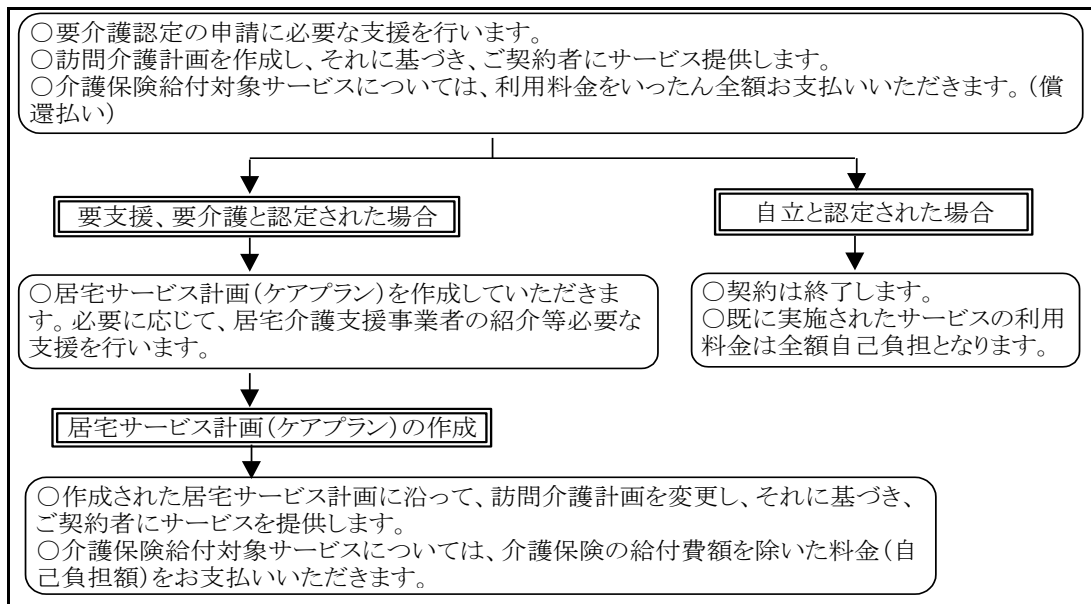 ○要介護認定の申請に必要な支援を行います。
○訪問介護計画を作成し、それに基づき、ご契約者にサービス提供します。
○介護保険給付対象サービスについては、利用料金をいったん全額お支払いいただきます。(償
還払い)
要支援、要介護と認定された場合
自立と認定された場合
○居宅サービス計画(ケアプラン)を作成していただきま
す。必要に応じて、居宅介護支援事業者の紹介等必要な
支援を行います。
○契約は終了します。
○既に実施されたサービスの利用
料金は全額自己負担となります。
居宅サービス計画(ケアプラン)の作成
○作成された居宅サービス計画に沿って、訪問介護計画を変更し、それに基づき、
ご契約者にサービスを提供します。
○介護保険給付対象サービスについては、介護保険の給付費額を除いた料金(自
己負担額)をお支払いいただきます。